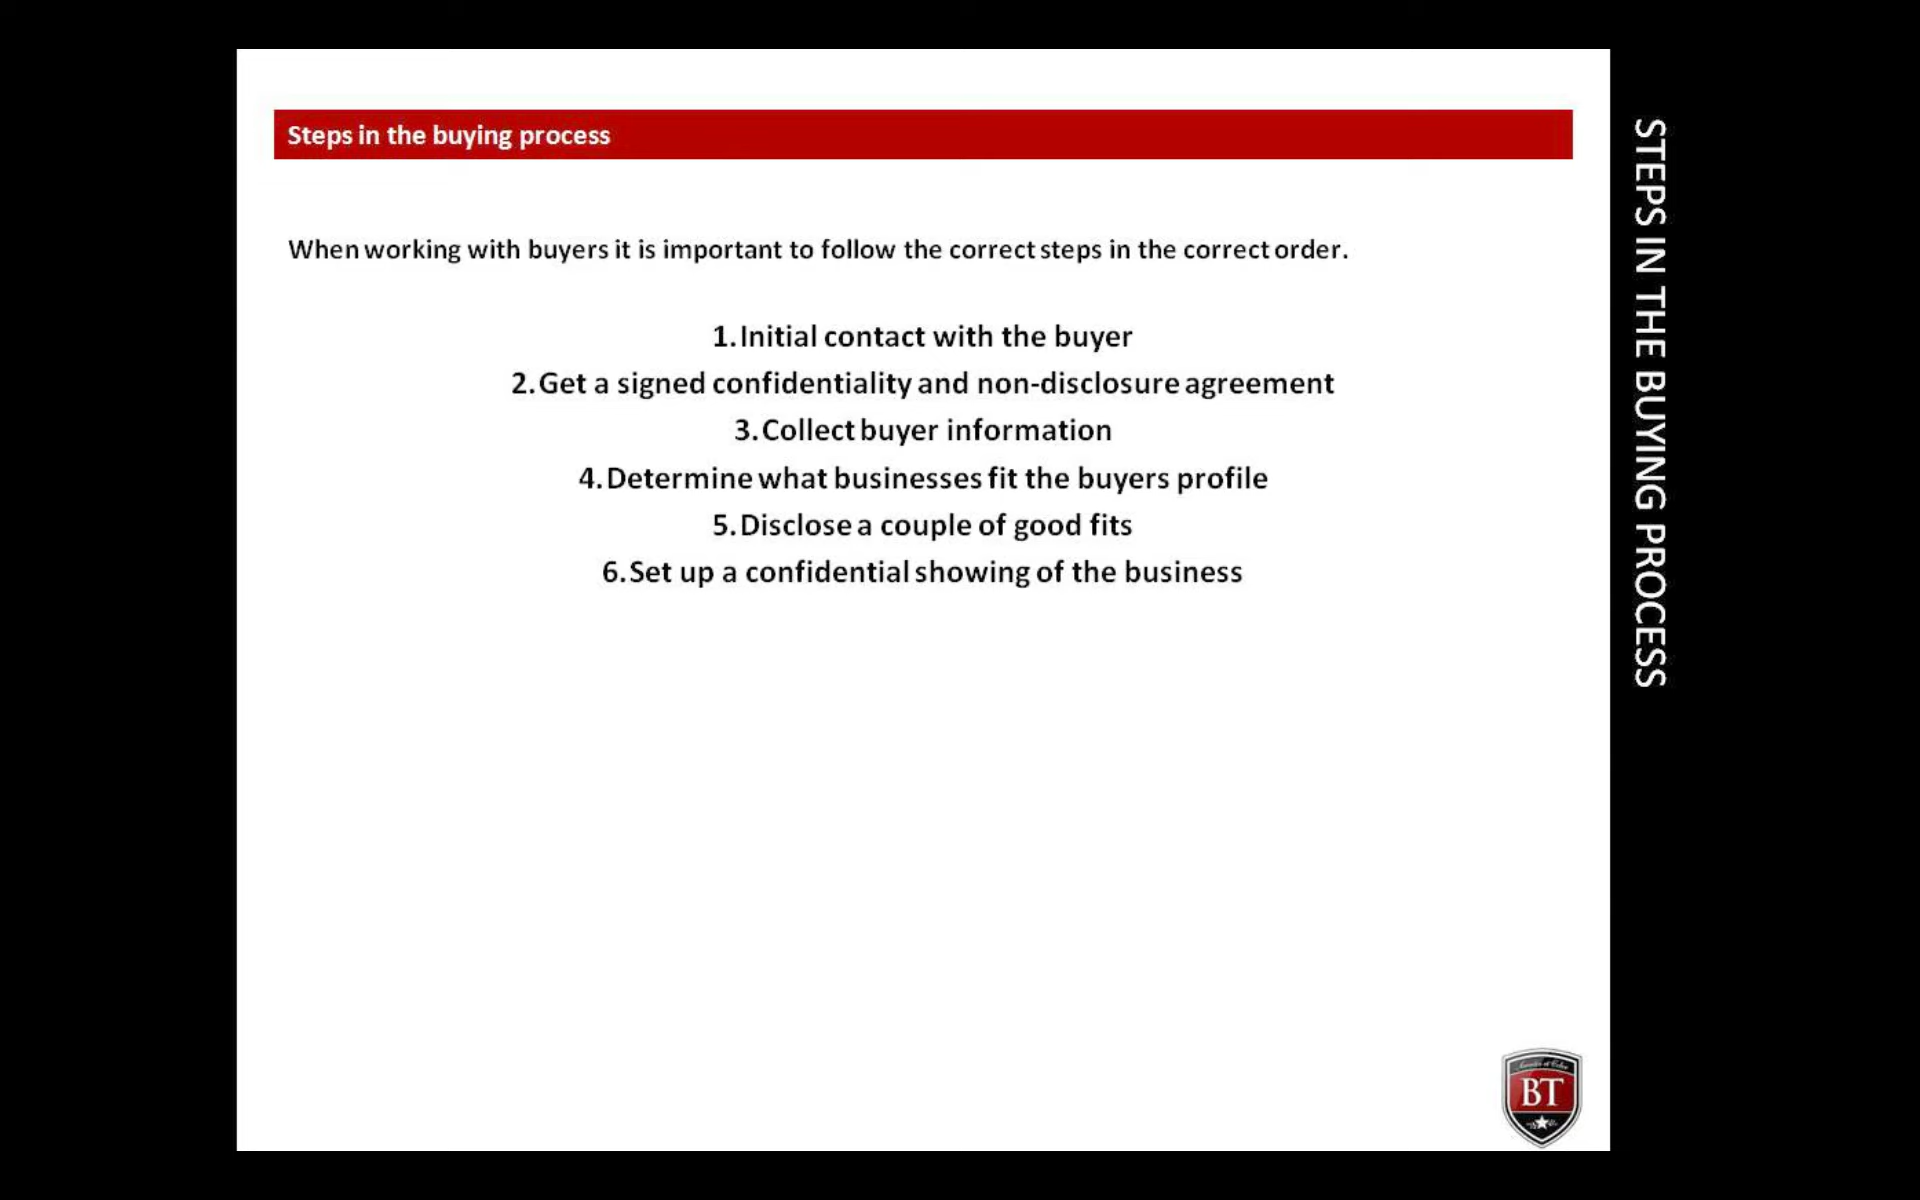 Steps in the buying process
When working with buyers it is important to follow the correct steps in the correct order.
1.Initial contact with the buyer
2.Get a signed confidentiality and non-disclosure agreement
3.Collect buyer information
4.Determine what businesses fit the buyers profile
5.Disclose a couple of good fits
6.Set up a confidential showing of the business
STEPS IN THE BUYING PROCESS
BT